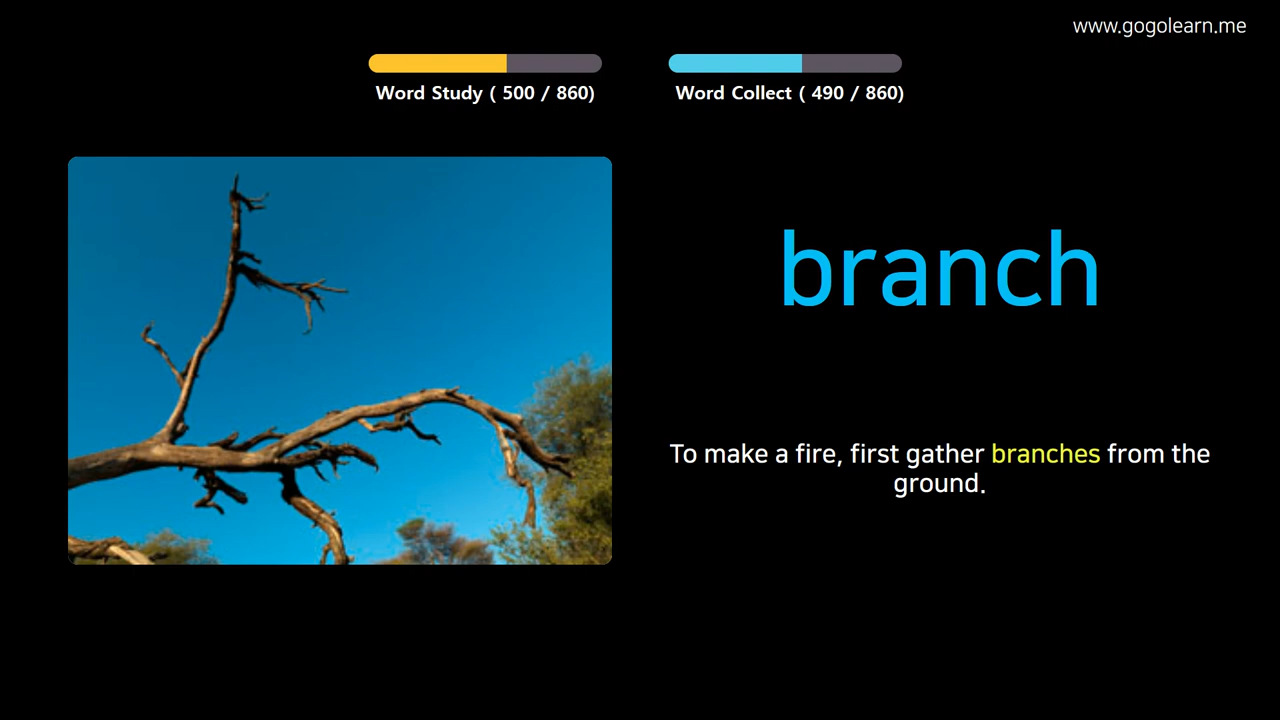 www.gogolearn.me
Word Study ( 500 / 860)
Word Collect ( 490 / 860)
branch
To make a fire, first gather branches from the
ground.